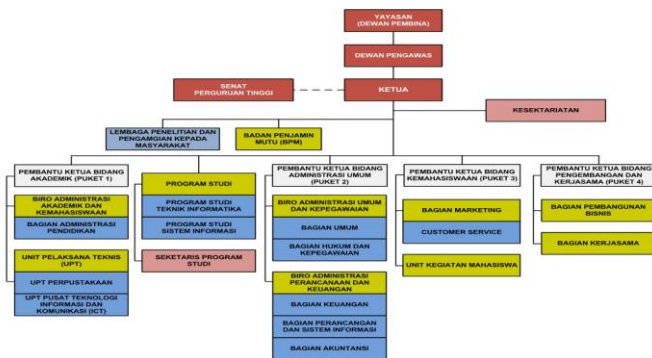 YAYASAN
(DEWAN PEMBINA)
DEWAN PENGAWAS
SENAT
PERGURUAN TINGGI
KETUA
KESEKTARIATAN
LEMBAGA PENELITIAN DAN
PENGAMGIAN KEPADA
MASYARAKAT
BADAN PENJAMIN
MUTU (BPM)
PEMBANTU KETUA BIDANG
AKADEMIK (PUKET 1)
BIRO ADMINISTRASI
AKADEMIK DAN
KEMAHASISWAAN
BAGIAN ADMINISTRASI
PENDIDIKAN
UNIT PELAKSANA TEKNIS
(UPT)
UPT PERPUSTAKAAN
UPT PUSAT TEKNOLOGI
INFORMASI DAN
KOMUNIKASI (ICT)
PROGRAM STUDI
PROGRAM STUDI
TEKNIK INFORMATIKA
PROGRAM STUDI
SISTEM INFORMASI
SEKETARIS PROGRAM
STUDI
PEMBANTU KETUA BIDANG
ADMINISTRASI UMUM
(PUKET 2)
BIRO ADMINISTRASI UMUM
DAN KEPEGAWAIAN
BAGIAN UMUM
BAGIAN HUKUM DAN
KEPEGAWAIAN
BIRO ADMINISTRASI
PERANCANAAN DAN
KEUANGAN
BAGIAN KEUANGAN
BAGIAN PERANCANGAN
DAN SISTEM INFORMASI
BAGIAN AKUNTANSI
PEMBANTU KETUA BIDANG
KEMAHASISWAAN (PUKET 3)
BAGIAN MARKETING
CUSTOMER SERVICE
UNIT KEGIATAN MAHASISWA
PEMBANTU KETUA BIDANG
PENGEMBANGAN DAN
KERJASAMA (PUKET 4)
BAGIAN PEMBANGUNAN
BISNIS
BAGIAN KERJASAMA